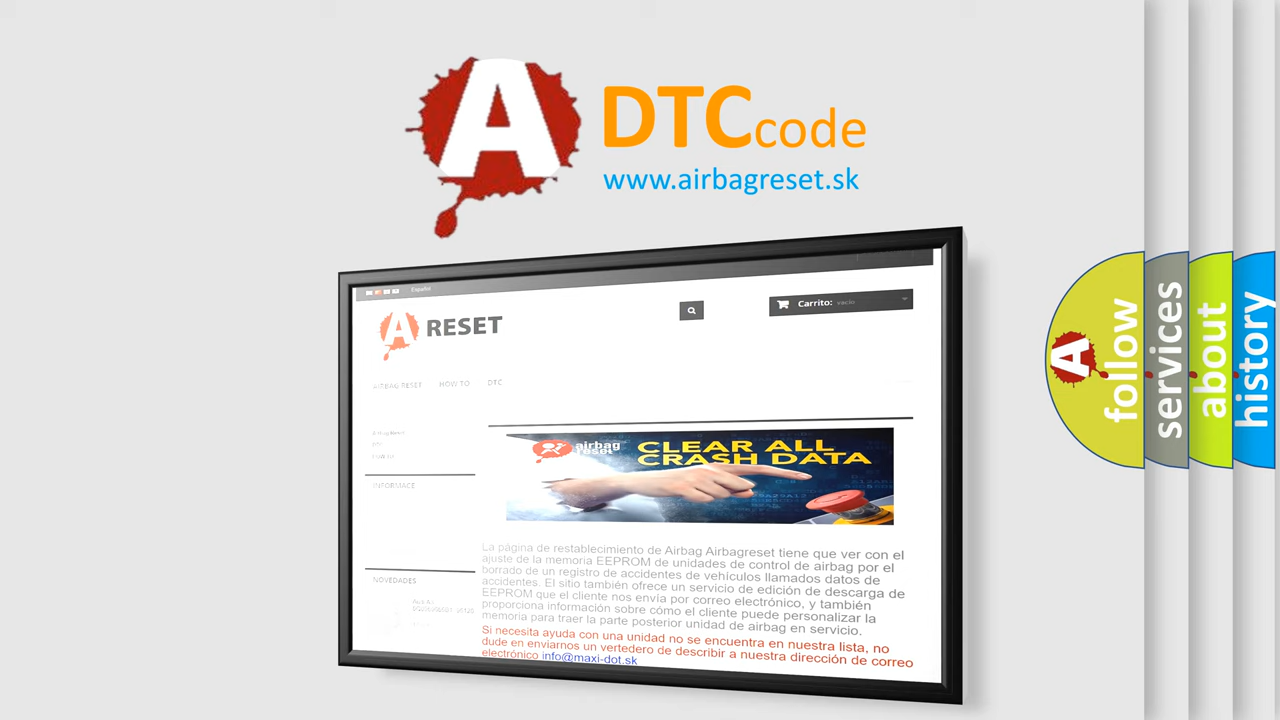 A
DTCcode
www.airbagreset.sk
Español
A RESET
Carrito: vacío
AIRBAG RESET HOW TO DTC
INFORMACE
NOVEDADES
airbag
reset
CLEAR ALL
CRASH DATA
La página de restablecimiento de Airbag Airbagreset tiene que ver con el
ajuste de la memoria EEPROM de unidades de control de airbag por el
borrado de un registro de accidentes de vehículos llamados datos de
accidentes. El sitio también ofrece un servicio de edición de descarga de
EEPROM que el cliente nos envía por correo electrónico, y también
proporciona información sobre cómo el cliente puede personalizar la
memoria para traer la parte posterior unidad de airbag en servicio.
Si necesita ayuda con una unidad no se encuentra en nuestra lista, no
dude en enviarnos un vertedero de describir a nuestra dirección de correo
electrónico info@maxi-dot.sk
A
follow
services
about
history